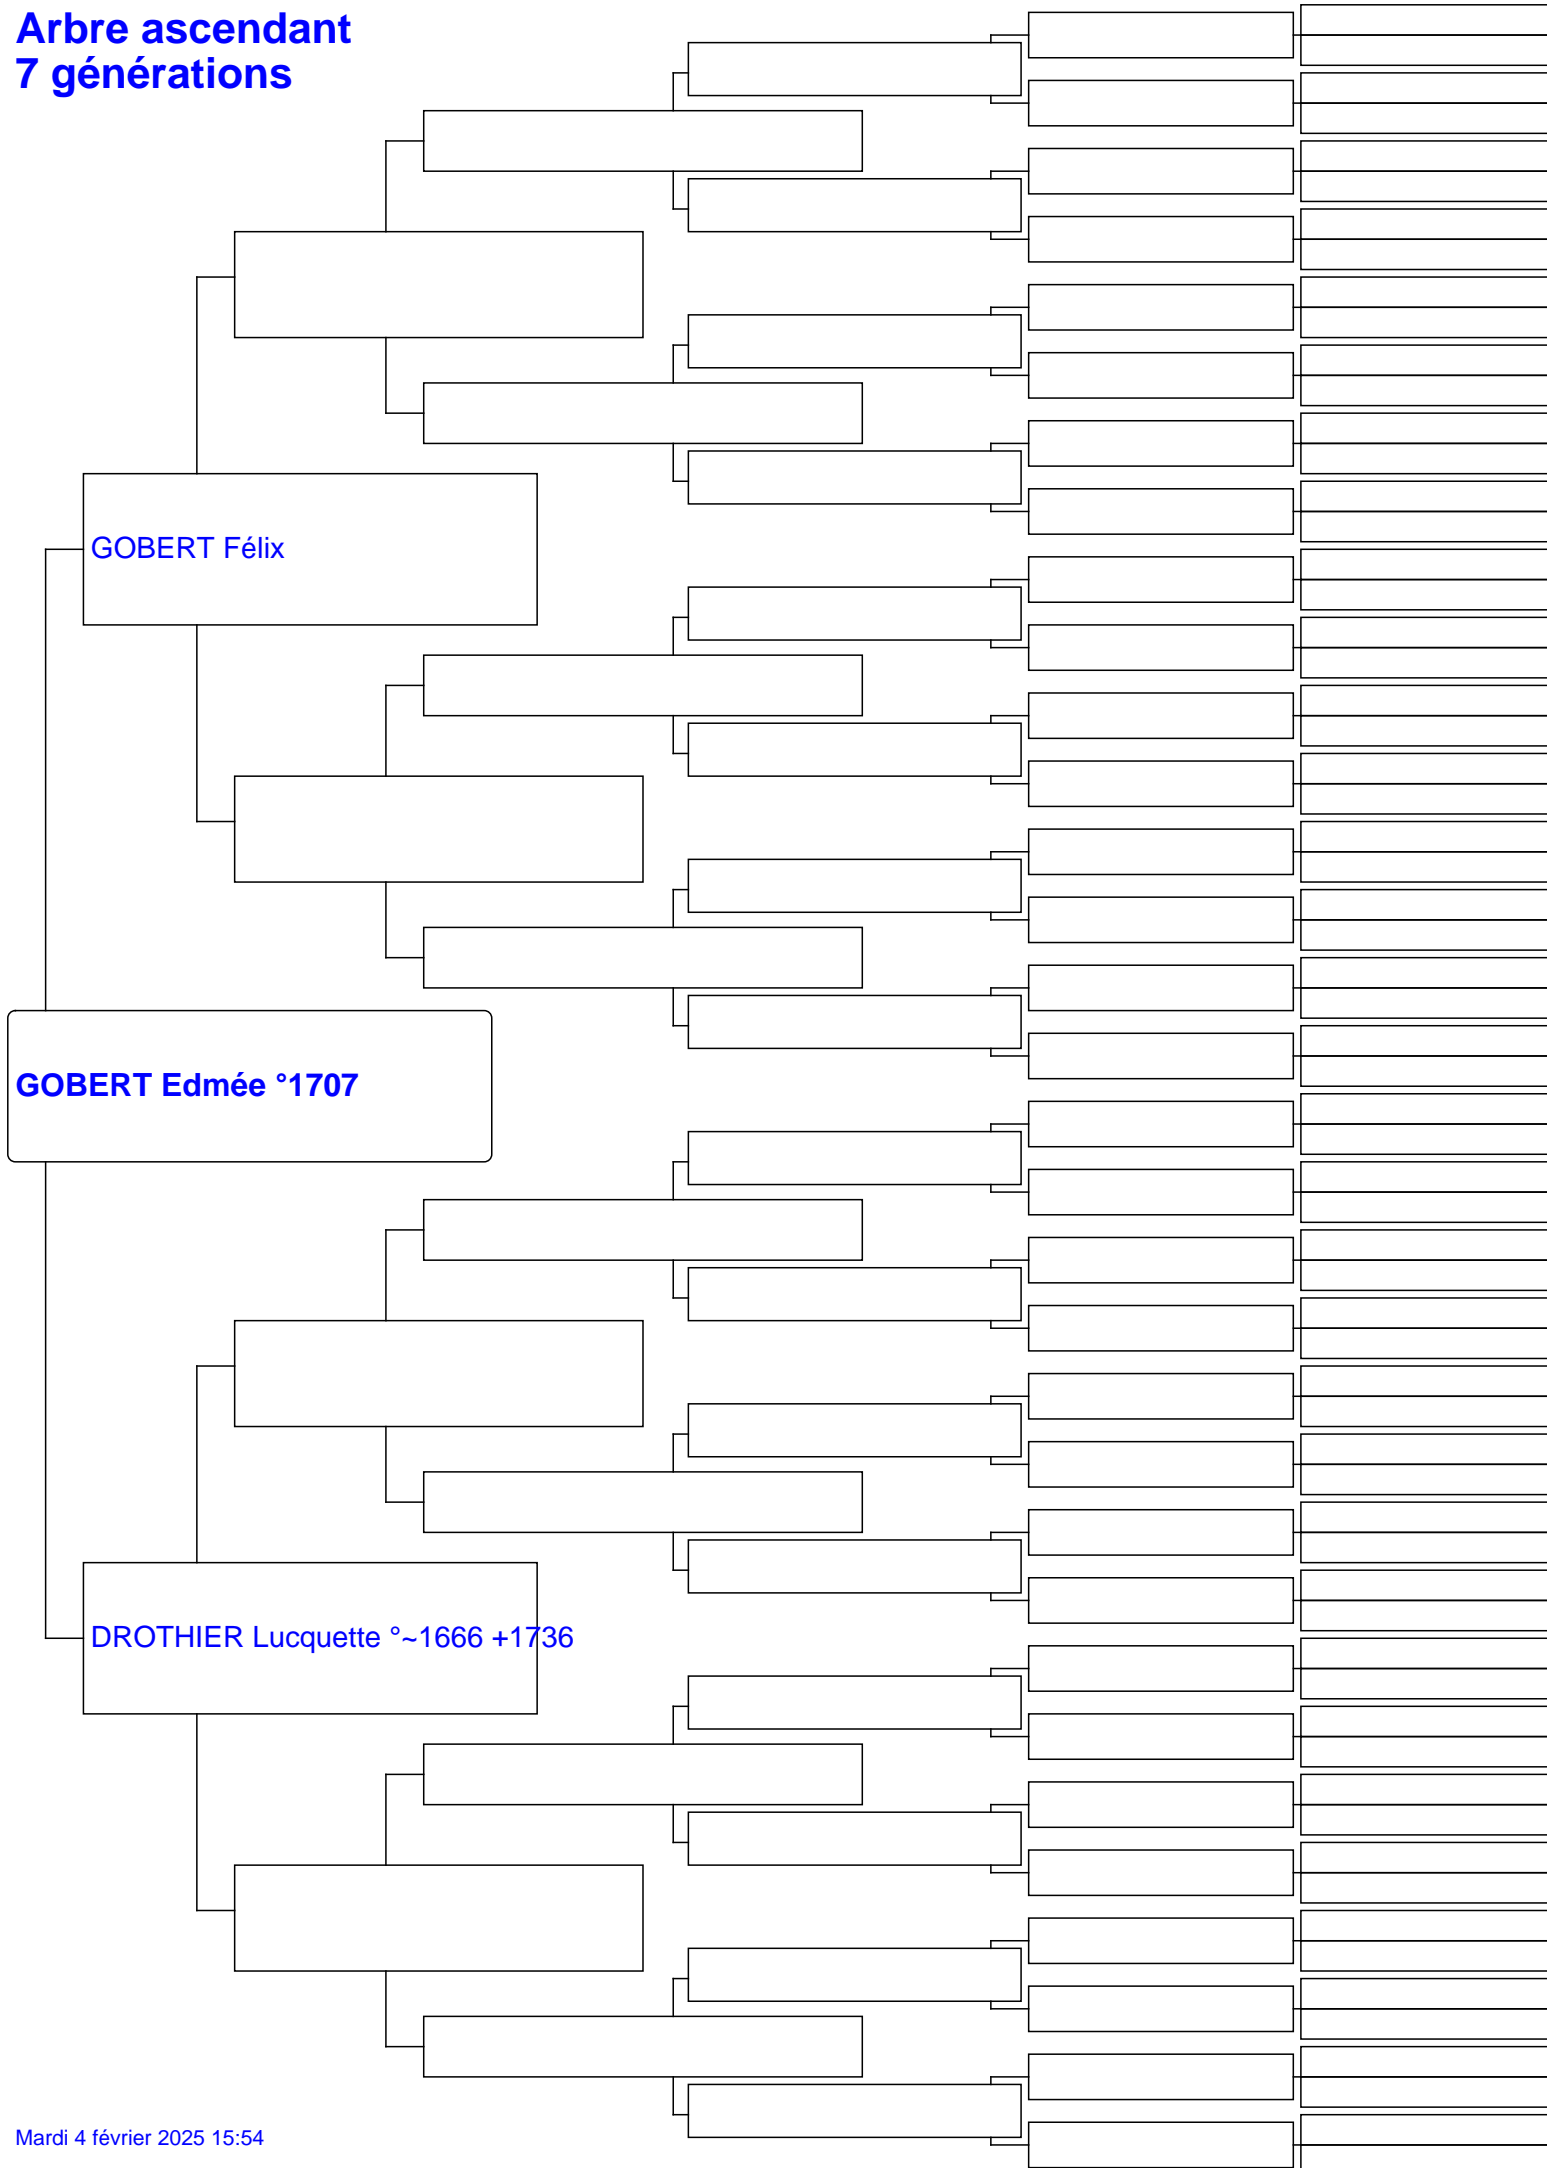 Arbre ascendant
7 générations
GOBERT Félix
GOBERT Edmée °1707
DROTHIER Lucquette °~1666 +1736
Mardi 4 février 2025 15:54